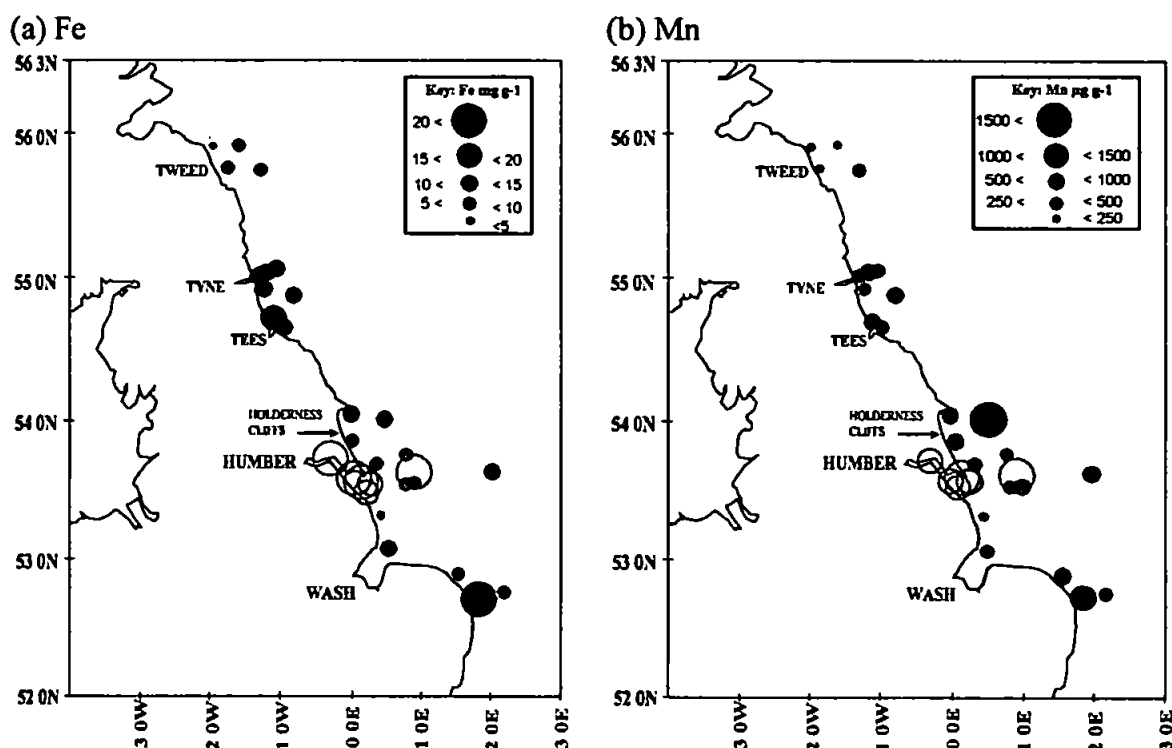 (a) Fe
56.3N
56 0N
55 0N
54 0N
53 0N
52 0N
Key: Fe mg g-1
20 <
15 < < 20
10 < < 15
5 < < 10
<5
TWEED
TYNE
TEES
HOLDERNESS
CLIFFS
HUMBER
WASH
3 0W
2 0W
1 0W
0 0E
1 0E
2 0E
3 0E
(b) Mn
56.3N
56 0N
55 0N
54 0N
53 0N
52 0N
Key: Mn µg g-1
1500 <
1000 < < 1500
500 < < 1000
250 < < 500
< 250
TWEED
TYNE
TEES
HOLDERNESS
CLIFFS
HUMBER
WASH
3 0W
2 0W
1 0W
0 0E
1 0E
2 0E
3 0E